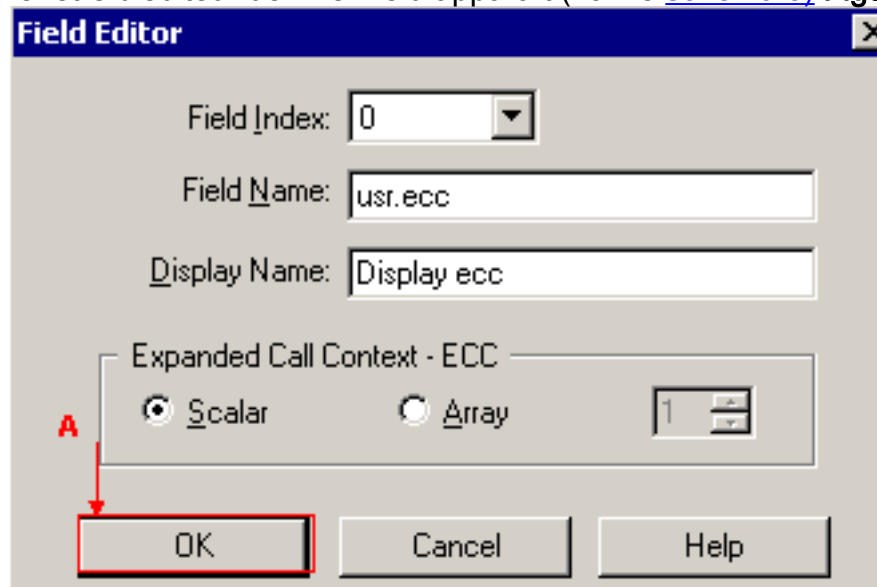 Field Editor
Field Index: 0
Field Name: usr.ecc
Display Name: Display ecc
Expanded Call Context - ECC
Scalar Array 1
A
OK Cancel Help